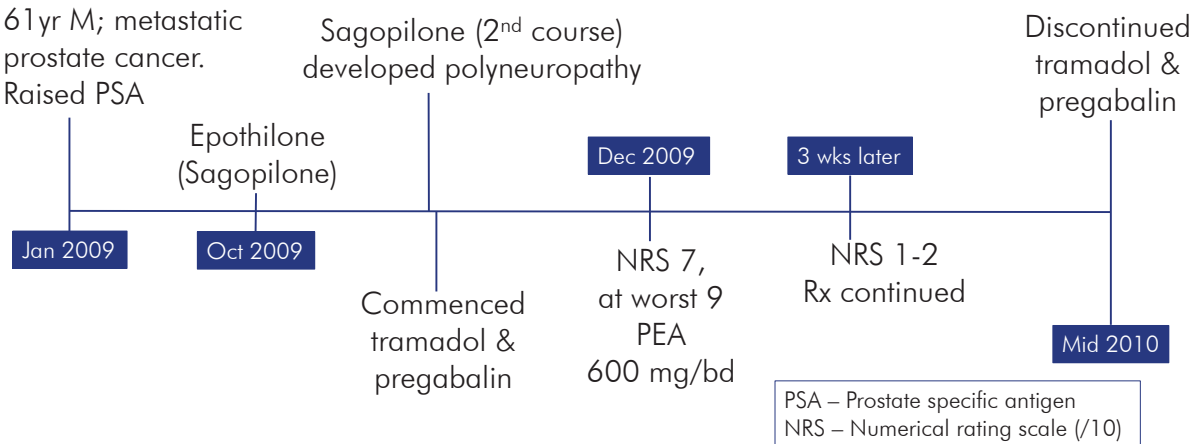 61yr M; metastatic
prostate cancer.
Raised PSA
Jan 2009
Epothilone
(Sagopilone)
Oct 2009
Sagopilone (2nd course)
developed polyneuropathy
Commenced
tramadol &
pregabalin
Dec 2009
NRS 7,
at worst 9
PEA
600 mg/bd
3 wks later
NRS 1-2
Rx continued
Discontinued
tramadol &
pregabalin
Mid 2010
PSA – Prostate specific antigen
NRS – Numerical rating scale (/10)